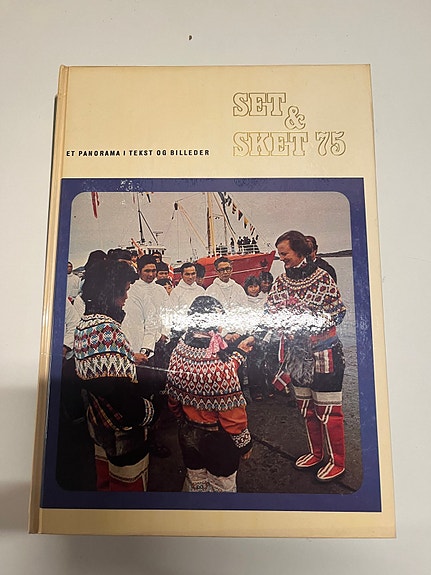 SET
&
SKET 75
ET PANORAMA I TEKST OG BILLEDER